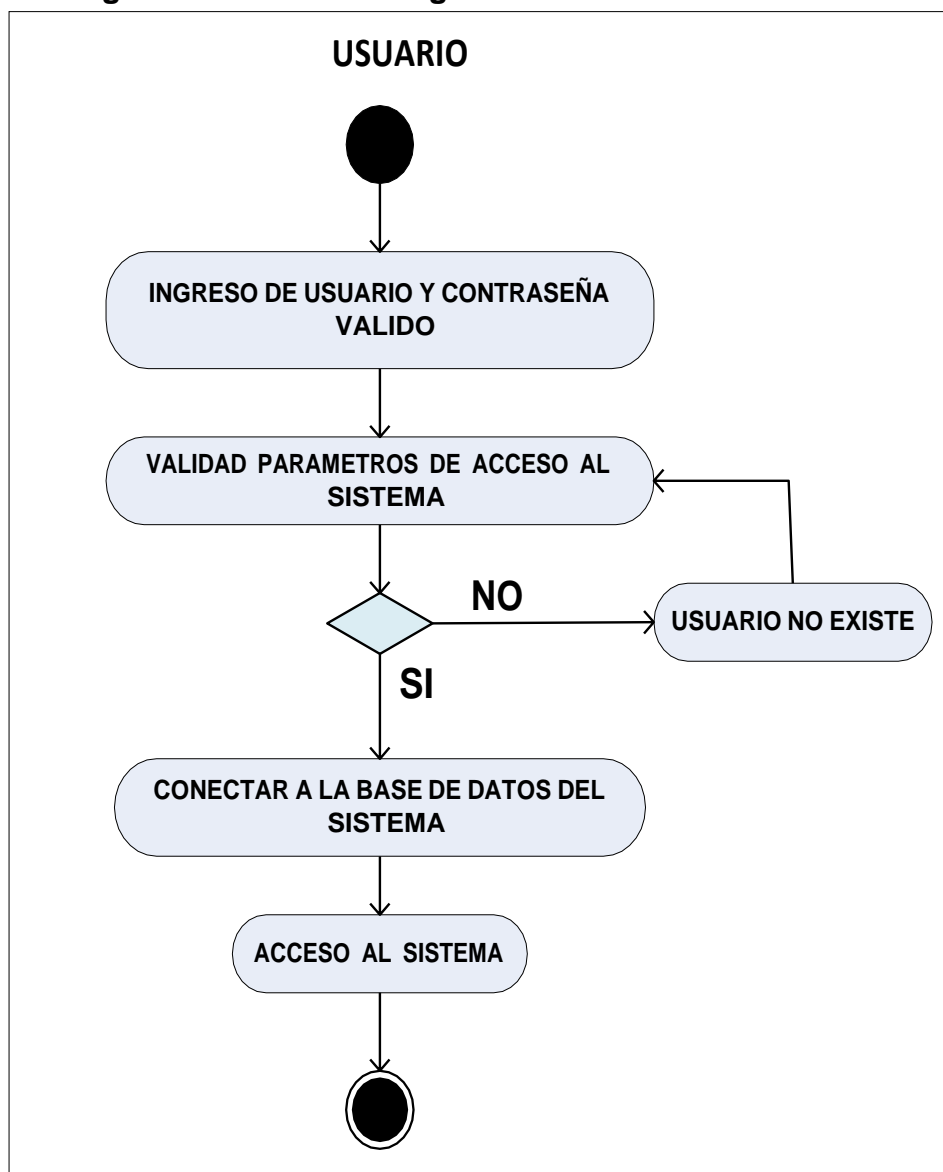 USUARIO
INGRESO DE USUARIO Y CONTRASEÑA
VALIDO
VALIDAD PARAMETROS DE ACCESO AL
SISTEMA
NO
USUARIO NO EXISTE
SI
CONECTAR A LA BASE DE DATOS DEL
SISTEMA
ACCESO AL SISTEMA